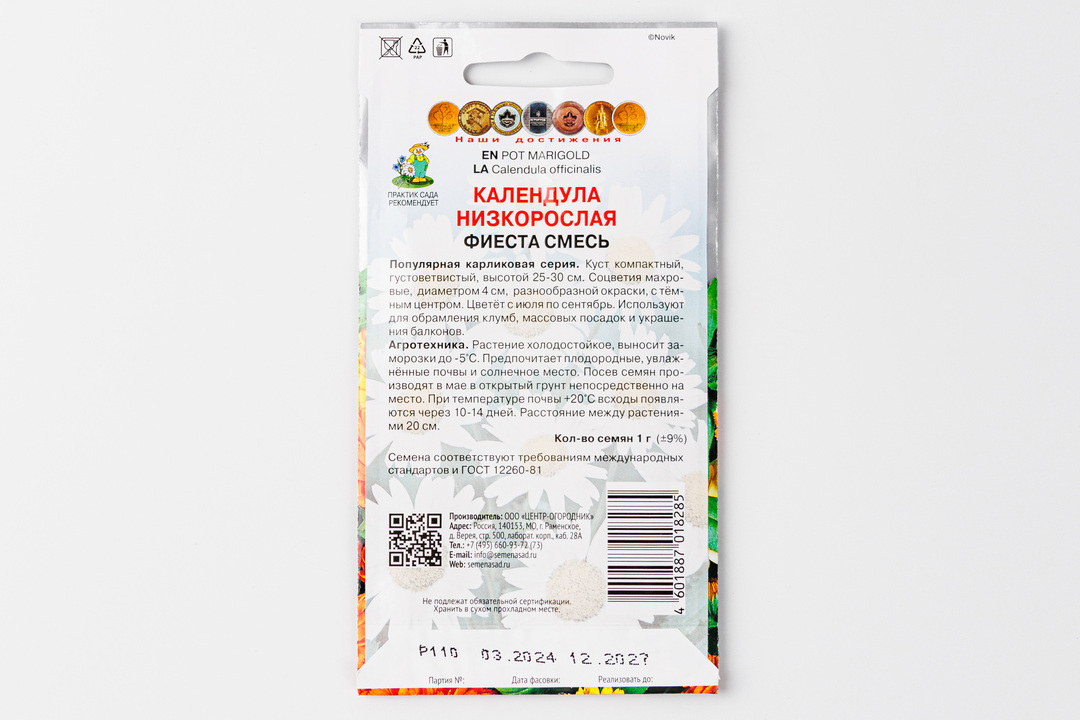 ©Novik
22
PAP
Наши достижения
EN POT MARIGOLD
LA Calendula officinalis
ПРАКТИК САДА
РЕКОМЕНДУЕТ
КАЛЕНДУЛА
НИЗКОРОСЛАЯ
ФИЕСТА СМЕСЬ
Популярная карликовая серия. Куст компактный,
густоветвистый, высотой 25-30 см. Соцветия махро-
вые, диаметром 4 см, разнообразной окраски, с тём-
ным центром. Цветёт с июля по сентябрь. Используют
для обрамления клумб, массовых посадок и украше-
ния балконов.
Агротехника. Растение холодостойкое, выносит за-
морозки до -5°С. Предпочитает плодородные, увлаж-
нённые почвы и солнечное место. Посев семян про-
изводят в мае в открытый грунт непосредственно на
место. При температуре почвы +20°С всходы появля-
ются через 10-14 дней. Расстояние между растения-
ми 20 см.
Кол-во семян 1 г (±9%)
Семена соответствуют требованиям международных
стандартов и ГОСТ 12260-81
Производитель: ООО «ЦЕНТР-ОГОРОДНИК»
Адрес: Россия, 140153, МО, г. Раменское,
д. Верея, стр. 500, лаборат. корп., каб. 28А
Тел.: +7 (495) 660-93-72 (73)
E-mail: info@semenasad.ru
Web: semenasad.ru
4 601887 018285
Не подлежат обязательной сертификации.
Хранить в сухом прохладном месте.
Р110 03.2024 12.2027
Партия №: Дата фасовки: Реализовать до: